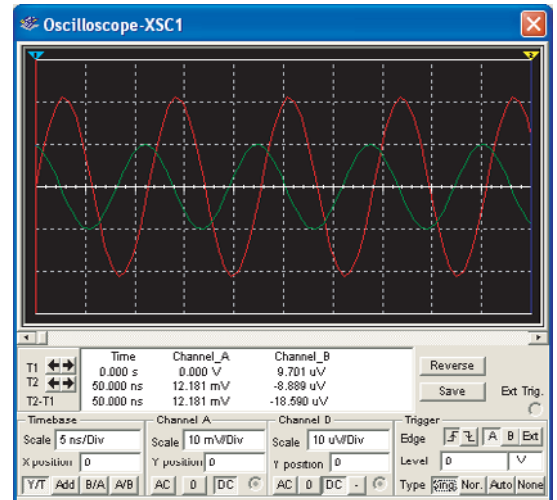 Oscilloscope-XSC1
1
2
Time Channel_A Channel_B
T1 0.000 s 0.000 V 9.701 uV
T2 50.000 ns 12.181 mV -8.889 uV
T2-T1 50.000 ns 12.181 mV -18.590 uV
Reverse
Save
Ext Trig.
Timebase
Scale 5 ns/Div
X position 0
Y/T Add B/A A/B
Channel A
Scale 10 mV/Div
Y position 0
AC 0 DC
Channel D
Scale 10 uV/Div
Y position 0
AC 0 DC -
Trigger
Edge A B Ext
Level 0 V
Type Sing. Nor. Auto None